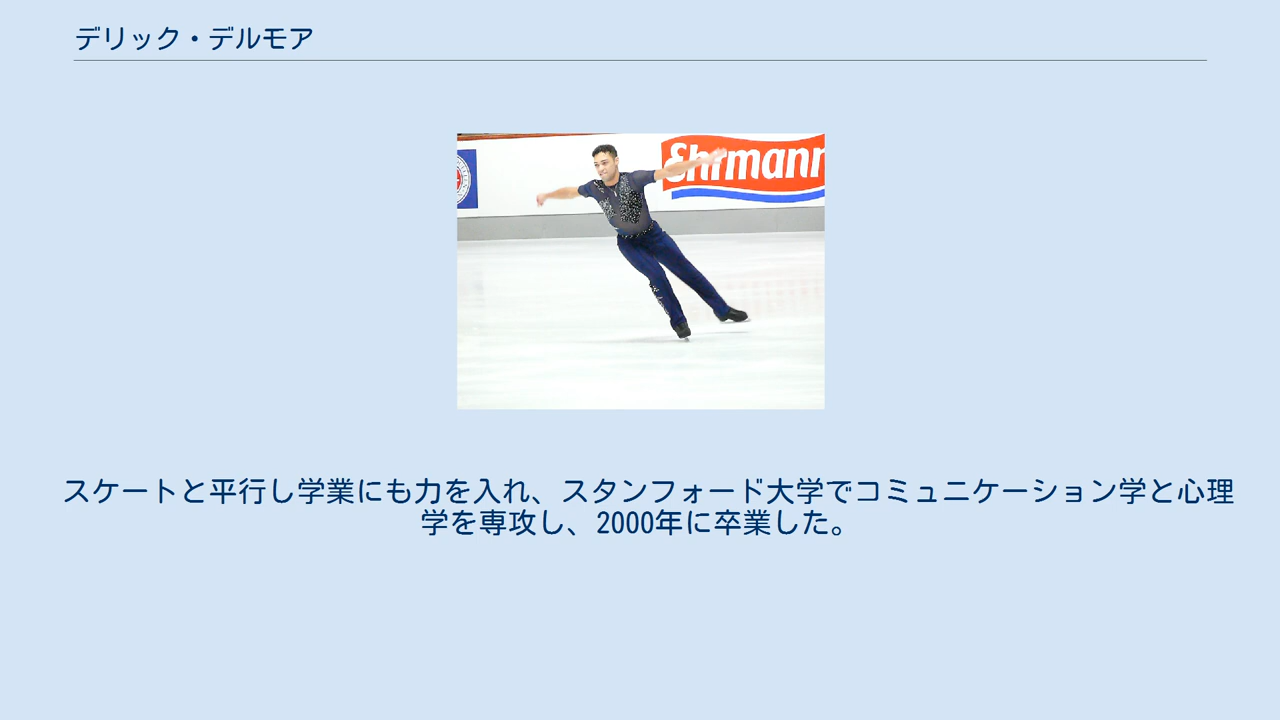 デリック・デルモア
Ehrmann
スケートと平行し学業にも力を入れ、スタンフォード大学でコミュニケーション学と心理
学を専攻し、2000年に卒業した。